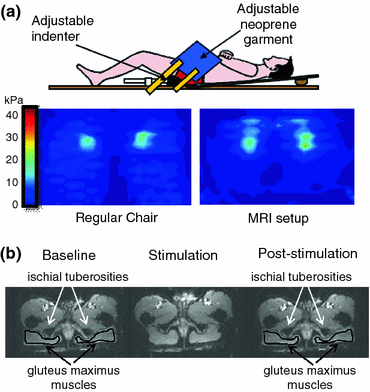 (a)
Adjustable
indenter
Adjustable
neoprene
garment
kPa
40
30
20
10
0
Regular Chair
MRI setup
(b)
Baseline
Stimulation
Post-stimulation
ischial tuberosities
ischial tuberosities
gluteus maximus
muscles
gluteus maximus
muscles